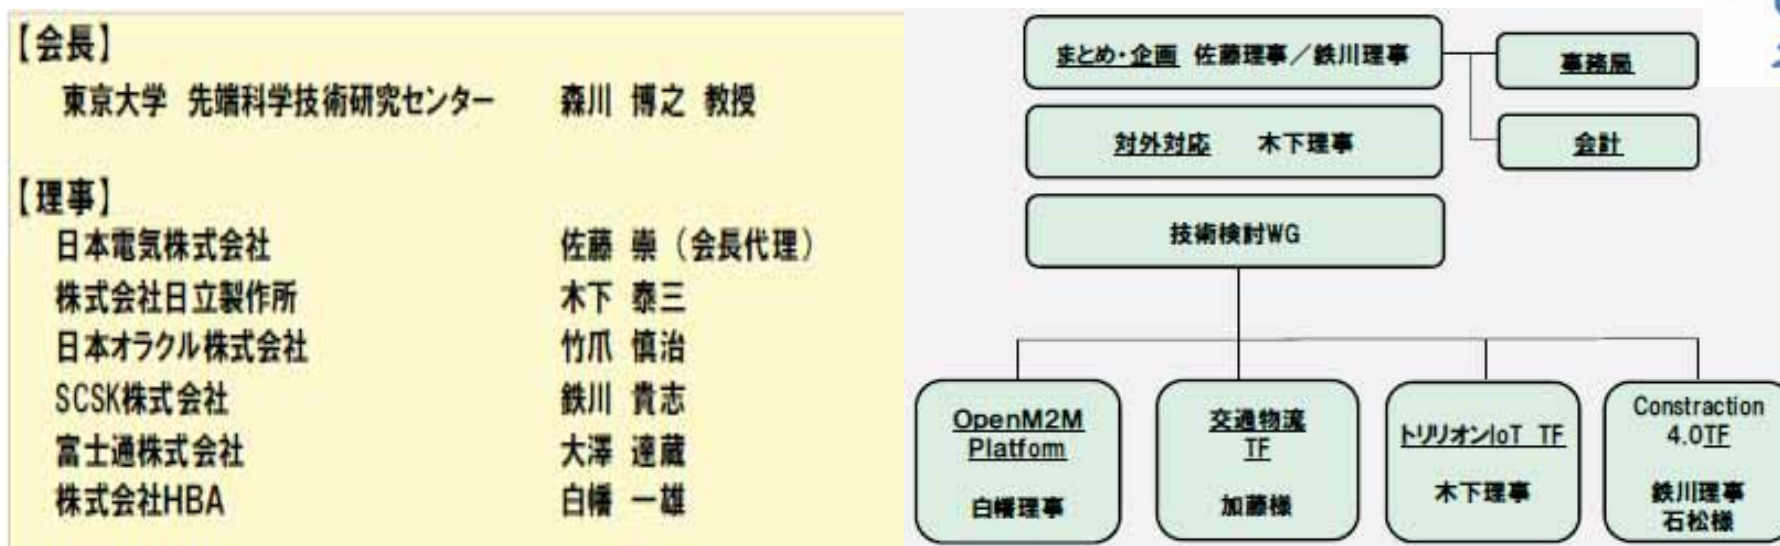 【会長】
東京大学 先端科学技術研究センター 森川 博之 教授
【理事】
日本電気株式会社 佐藤 崇（会長代理）
株式会社日立製作所 木下 泰三
日本オラクル株式会社 竹爪 慎治
SCSK株式会社 鉄川 貴志
富士通株式会社 大澤 達蔵
株式会社HBA 白幡 一雄
まとめ・企画 佐藤理事／鉄川理事
事務局
対外対応 木下理事
会計
技術検討WG
OpenM2M
Platform
白幡理事
交通物流
TF
加藤様
トリリオンIoT TF
木下理事
Constraction
4.0TF
鉄川理事
石松様